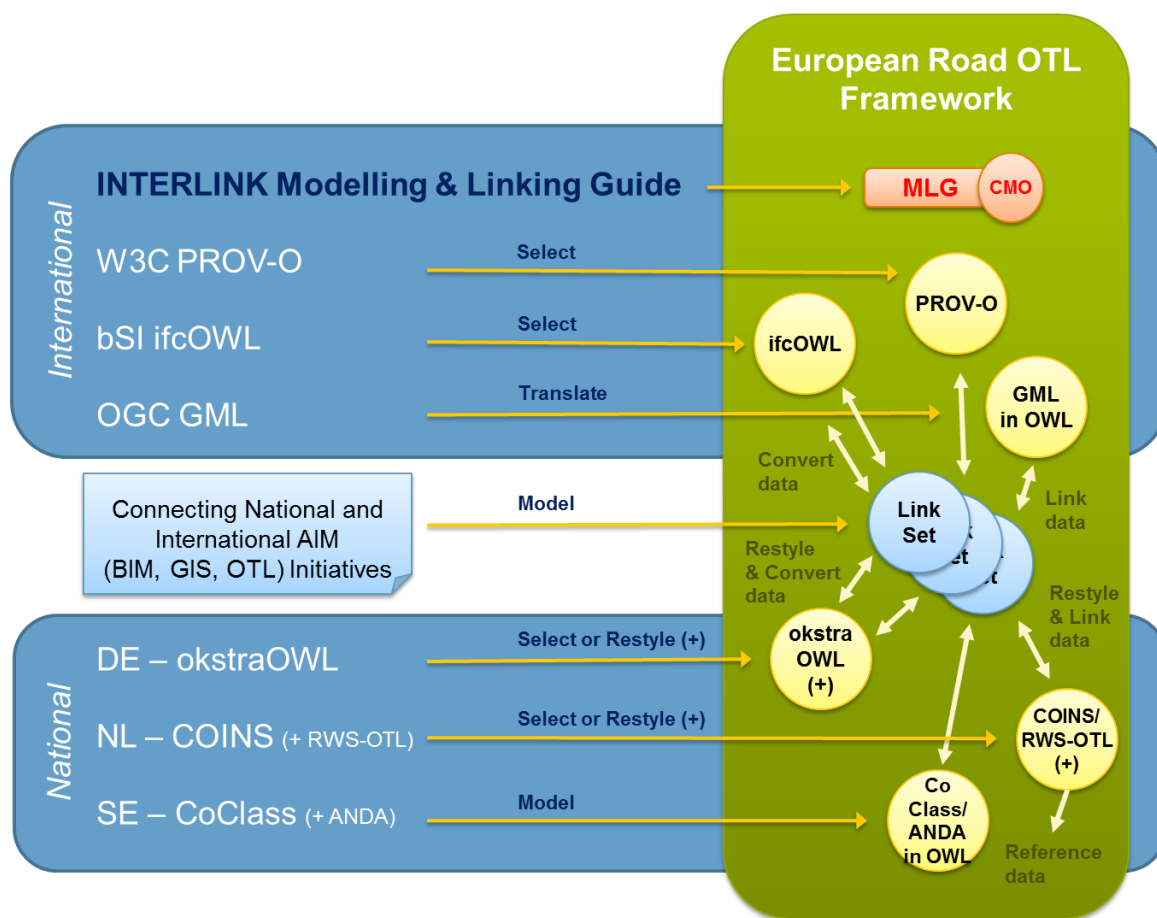 European Road OTL
Framework
International
INTERLINK Modelling & Linking Guide
MLG
CMO
W3C PROV-O
Select
PROV-O
bSI ifcOWL
Select
ifcOWL
OGC GML
Translate
GML
in OWL
Convert
data
Link
data
Connecting National and
International AIM
(BIM, GIS, OTL) Initiatives
Model
Link
Set
k
et
et
Restyle
& Convert
data
Restyle
& Link
data
National
DE – okstraOWL
Select or Restyle (+)
okstra
OWL
(+)
NL – COINS (+ RWS-OTL)
Select or Restyle (+)
COINS/
RWS-OTL
(+)
SE – CoClass (+ ANDA)
Model
Co
Class/
ANDA
in OWL
Reference
data